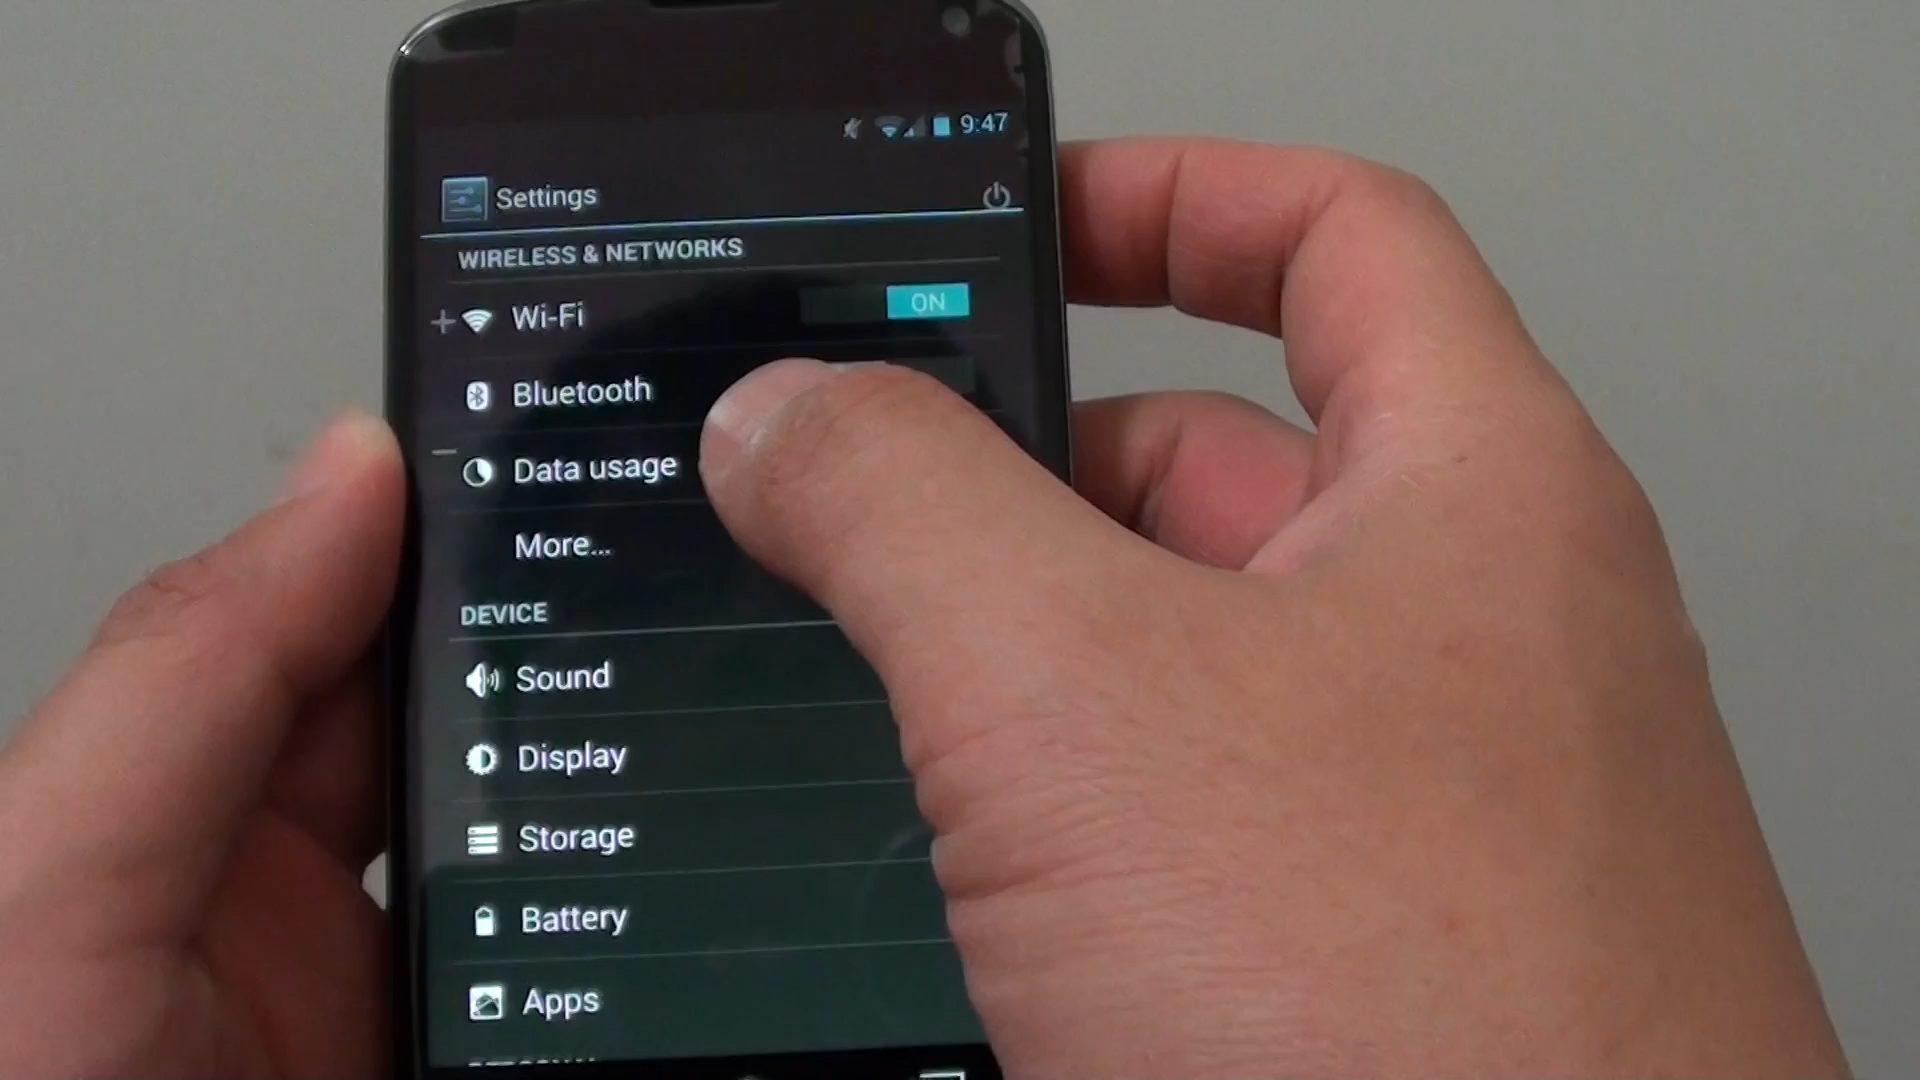 9:47
Settings
WIRELESS & NETWORKS
Wi-Fi ON
Bluetooth
Data usage
More...
DEVICE
Sound
Display
Storage
Battery
Apps